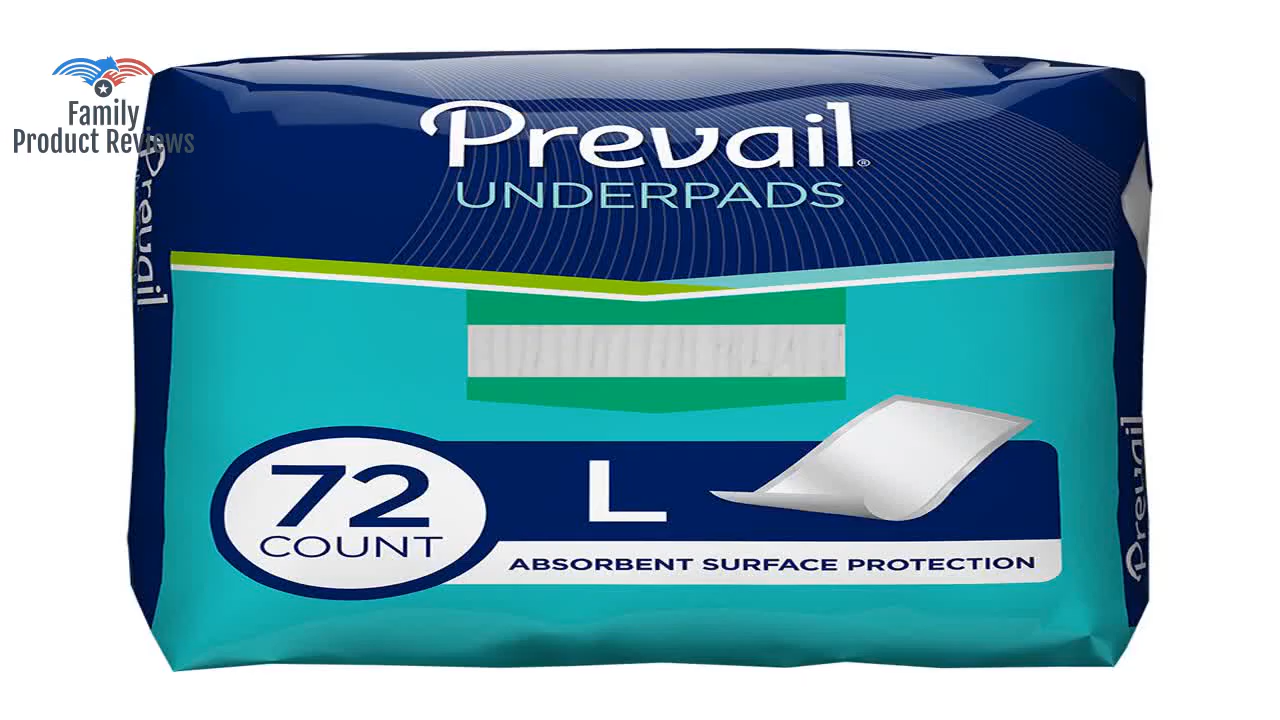 Family
Product Reviews
Prevail®
UNDERPADS
Prevail
72
COUNT
L
ABSORBENT SURFACE PROTECTION
Prevail